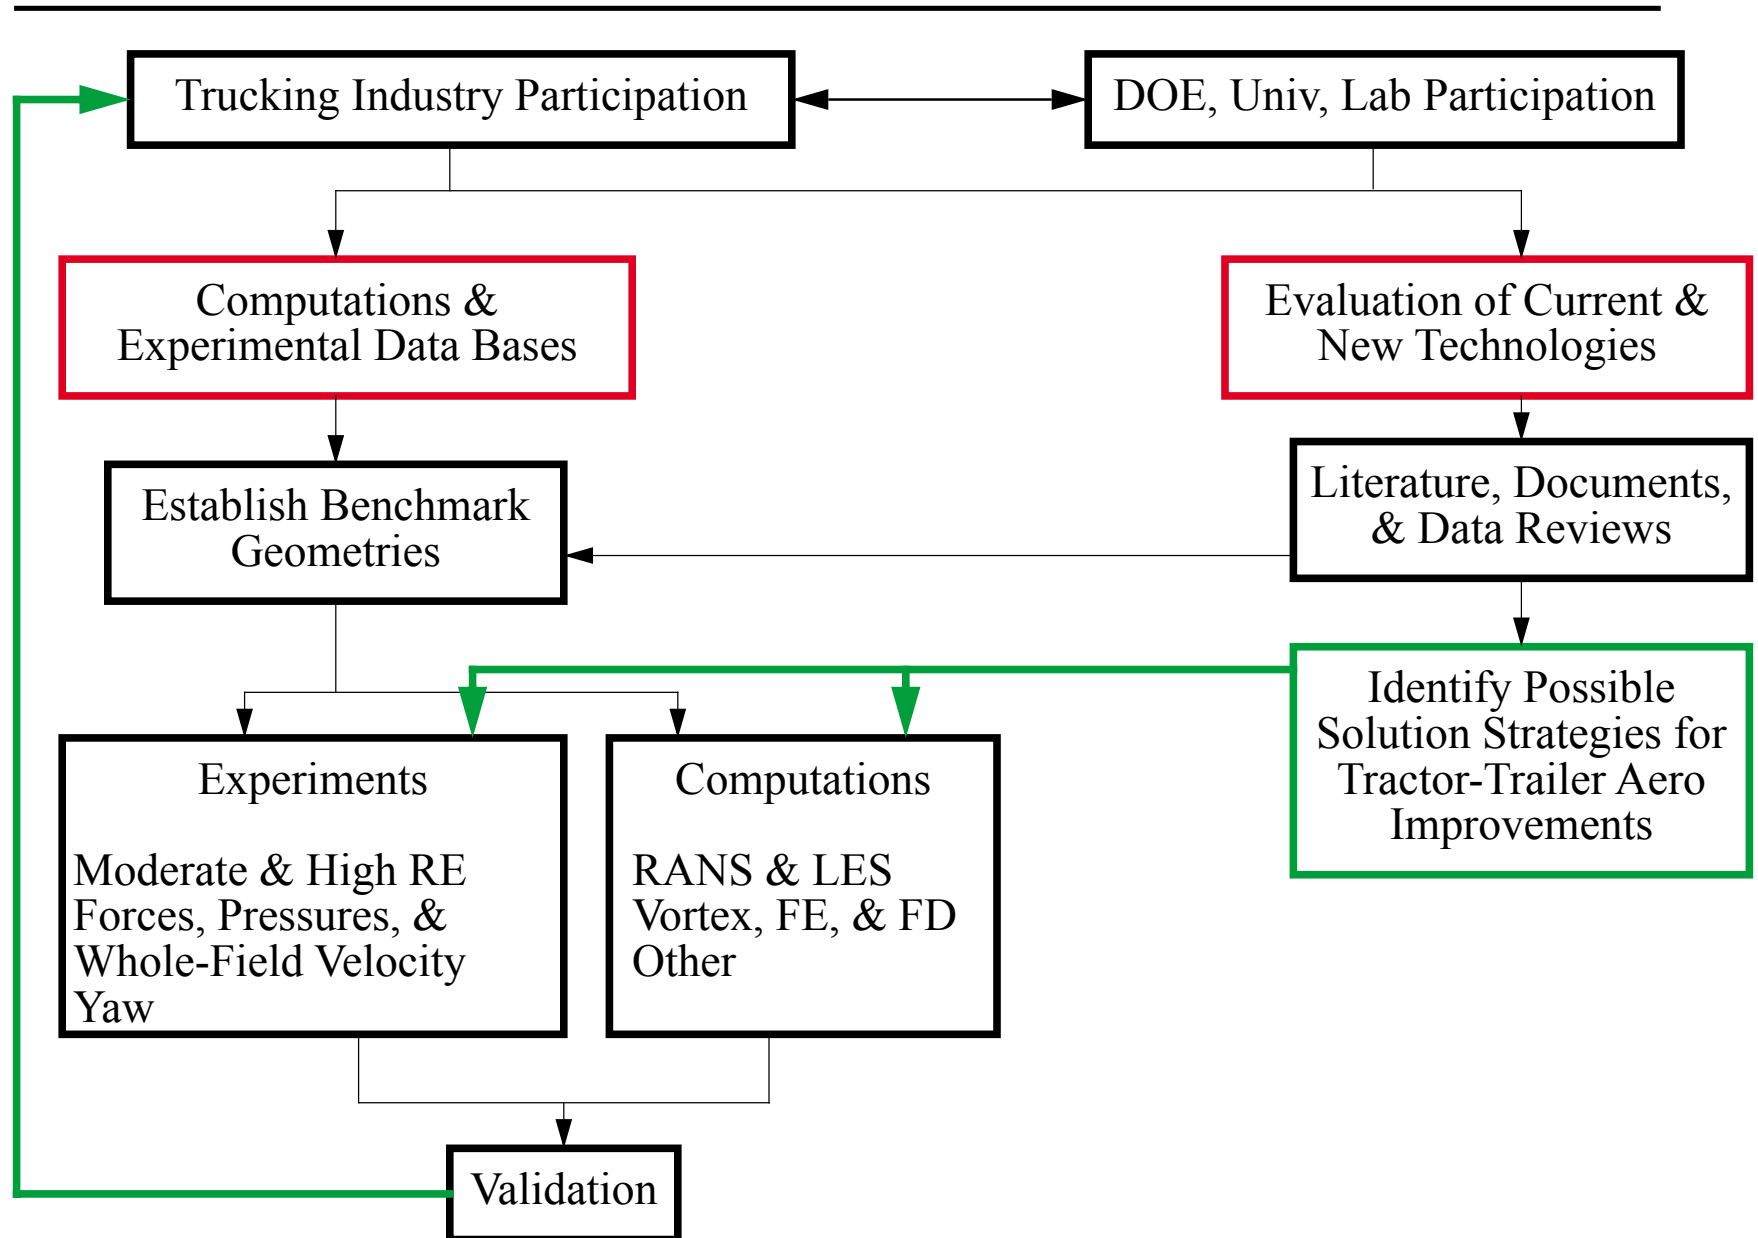 Trucking Industry Participation
DOE, Univ, Lab Participation
Computations &
Experimental Data Bases
Evaluation of Current &
New Technologies
Establish Benchmark
Geometries
Literature, Documents,
& Data Reviews
Identify Possible
Solution Strategies for
Tractor-Trailer Aero
Improvements
Experiments
Moderate & High RE
Forces, Pressures, &
Whole-Field Velocity
Yaw
Computations
RANS & LES
Vortex, FE, & FD
Other
Validation